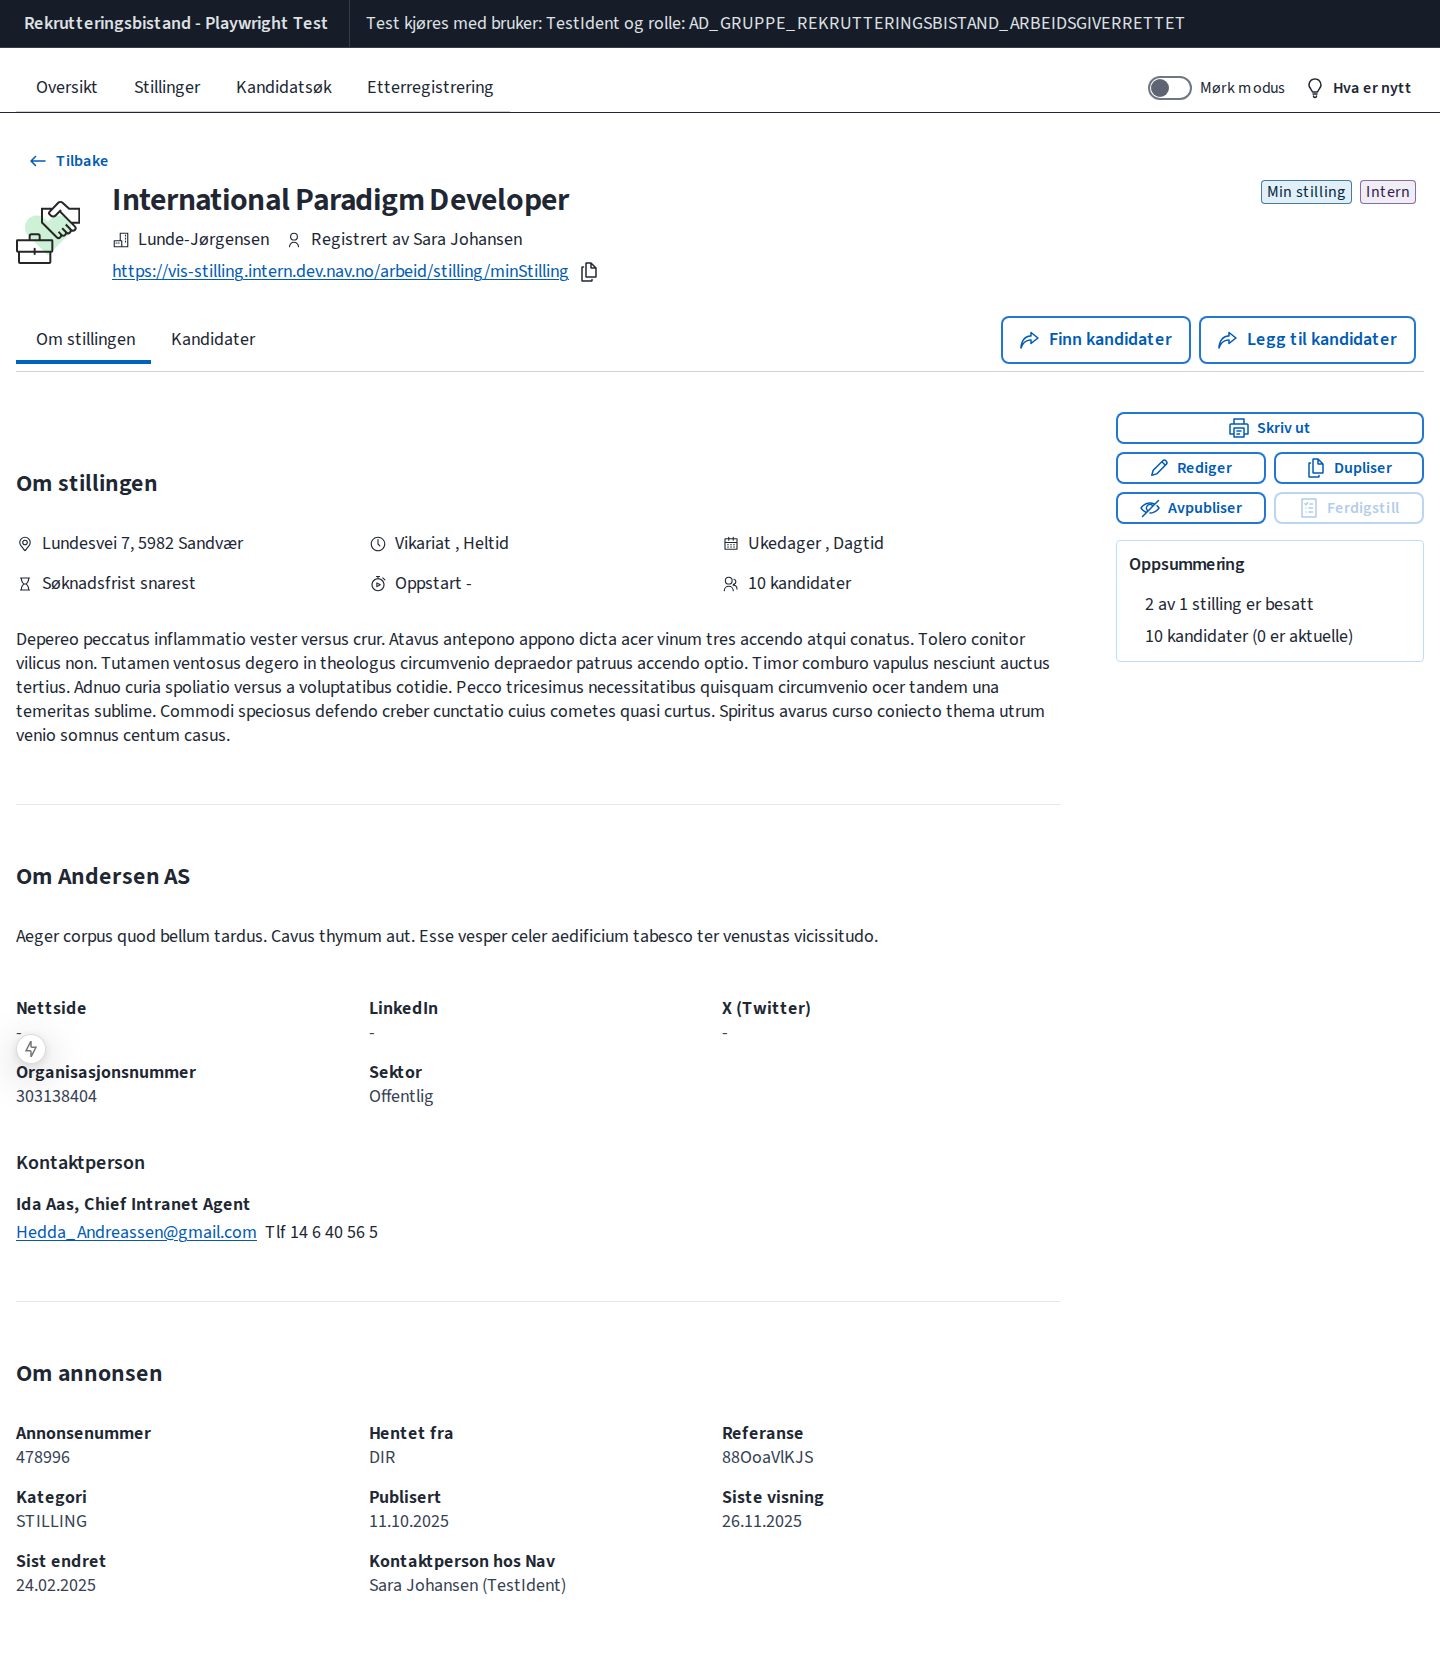 Rekrutteringsbistand - Playwright Test
Test kjøres med bruker: TestIdent og rolle: AD_GRUPPE_REKRUTTERINGSBISTAND_ARBEIDSGIVERRETTET
Oversikt
Stillinger
Kandidatsøk
Etterregistrering
Mørk modus
Hva er nytt
Tilbake
International Paradigm Developer
Min stilling
Intern
Lunde-Jørgensen
Registrert av Sara Johansen
https://vis-stilling.intern.dev.nav.no/arbeid/stilling/minStilling
Om stillingen
Kandidater
Finn kandidater
Legg til kandidater
Skriv ut
Rediger
Dupliser
Avpubliser
Ferdigstill
Oppsummering
2 av 1 stilling er besatt
10 kandidater (0 er aktuelle)
Om stillingen
Lundesvei 7, 5982 Sandvær
Vikariat , Heltid
Ukedager , Dagtid
Søknadsfrist snarest
Oppstart -
10 kandidater
Depereo peccatus inflammatio vester versus crur. Atavus antepono appono dicta acer vinum tres accendo atqui conatus. Tolero conitor
vilicus non. Tutamen ventosus degero in theologus circumvenio depraedor patruus accendo optio. Timor comburo vapulus nesciunt auctus
tertius. Adnuo curia spoliatio versus a voluptatibus cotidie. Pecco tricesimus necessitatibus quisquam circumvenio ocer tandem una
temeritas sublime. Commodi speciosus defendo creber cunctatio cuius cometes quasi curtus. Spiritus avarus curso coniecto thema utrum
venio somnus centum casus.
Om Andersen AS
Aeger corpus quod bellum tardus. Cavus thymum aut. Esse vesper celer aedificium tabesco ter venustas vicissitudo.
Nettside
-
LinkedIn
-
X (Twitter)
-
Organisasjonsnummer
303138404
Sektor
Offentlig
Kontaktperson
Ida Aas, Chief Intranet Agent
Hedda_Andreassen@gmail.com Tlf 14 6 40 56 5
Om annonsen
Annonsenummer
478996
Hentet fra
DIR
Referanse
88OoaVlKJS
Kategori
STILLING
Publisert
11.10.2025
Siste visning
26.11.2025
Sist endret
24.02.2025
Kontaktperson hos Nav
Sara Johansen (TestIdent)